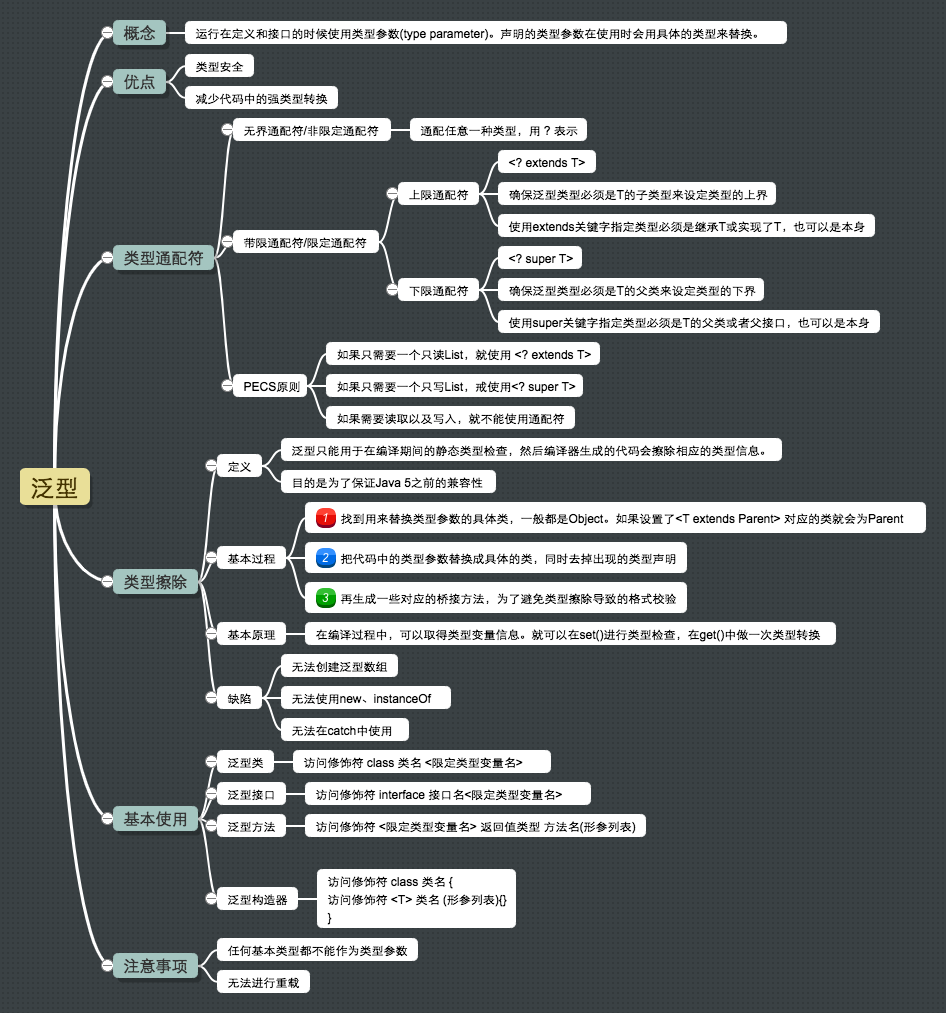 概念
运行在定义和接口的时候使用类型参数(type parameter)。声明的类型参数在使用时会用具体的类型来替换。
优点
类型安全
减少代码中的强类型转换
类型通配符
无界通配符/非限定通配符
通配任意一种类型，用 ? 表示
带限通配符/限定通配符
上限通配符
<? extends T>
确保泛型类型必须是T的子类型来设定类型的上界
使用extends关键字指定类型必须是继承T或实现了T，也可以是本身
下限通配符
<? super T>
确保泛型类型必须是T的父类来设定类型的下界
使用super关键字指定类型必须是T的父类或者父接口，也可以是本身
PECS原则
如果只需要一个只读List，就使用 <? extends T>
如果只需要一个只写List，戒使用<? super T>
如果需要读取以及写入，就不能使用通配符
泛型
类型擦除
定义
泛型只能用于在编译期间的静态类型检查，然后编译器生成的代码会擦除相应的类型信息。
目的是为了保证Java 5之前的兼容性
基本过程
1 找到用来替换类型参数的具体类，一般都是Object。如果设置了<T extends Parent> 对应的类就会为Parent
2 把代码中的类型参数替换成具体的类，同时去掉出现的类型声明
3 再生成一些对应的桥接方法，为了避免类型擦除导致的格式校验
基本原理
在编译过程中，可以取得类型变量信息。就可以在set()进行类型检查，在get()中做一次类型转换
缺陷
无法创建泛型数组
无法使用new、instanceOf
无法在catch中使用
基本使用
泛型类
访问修饰符 class 类名 <限定类型变量名>
泛型接口
访问修饰符 interface 接口名<限定类型变量名>
泛型方法
访问修饰符 <限定类型变量名> 返回值类型 方法名(形参列表)
泛型构造器
访问修饰符 class 类名 {
访问修饰符 <T> 类名 (形参列表){}
}
注意事项
任何基本类型都不能作为类型参数
无法进行重载